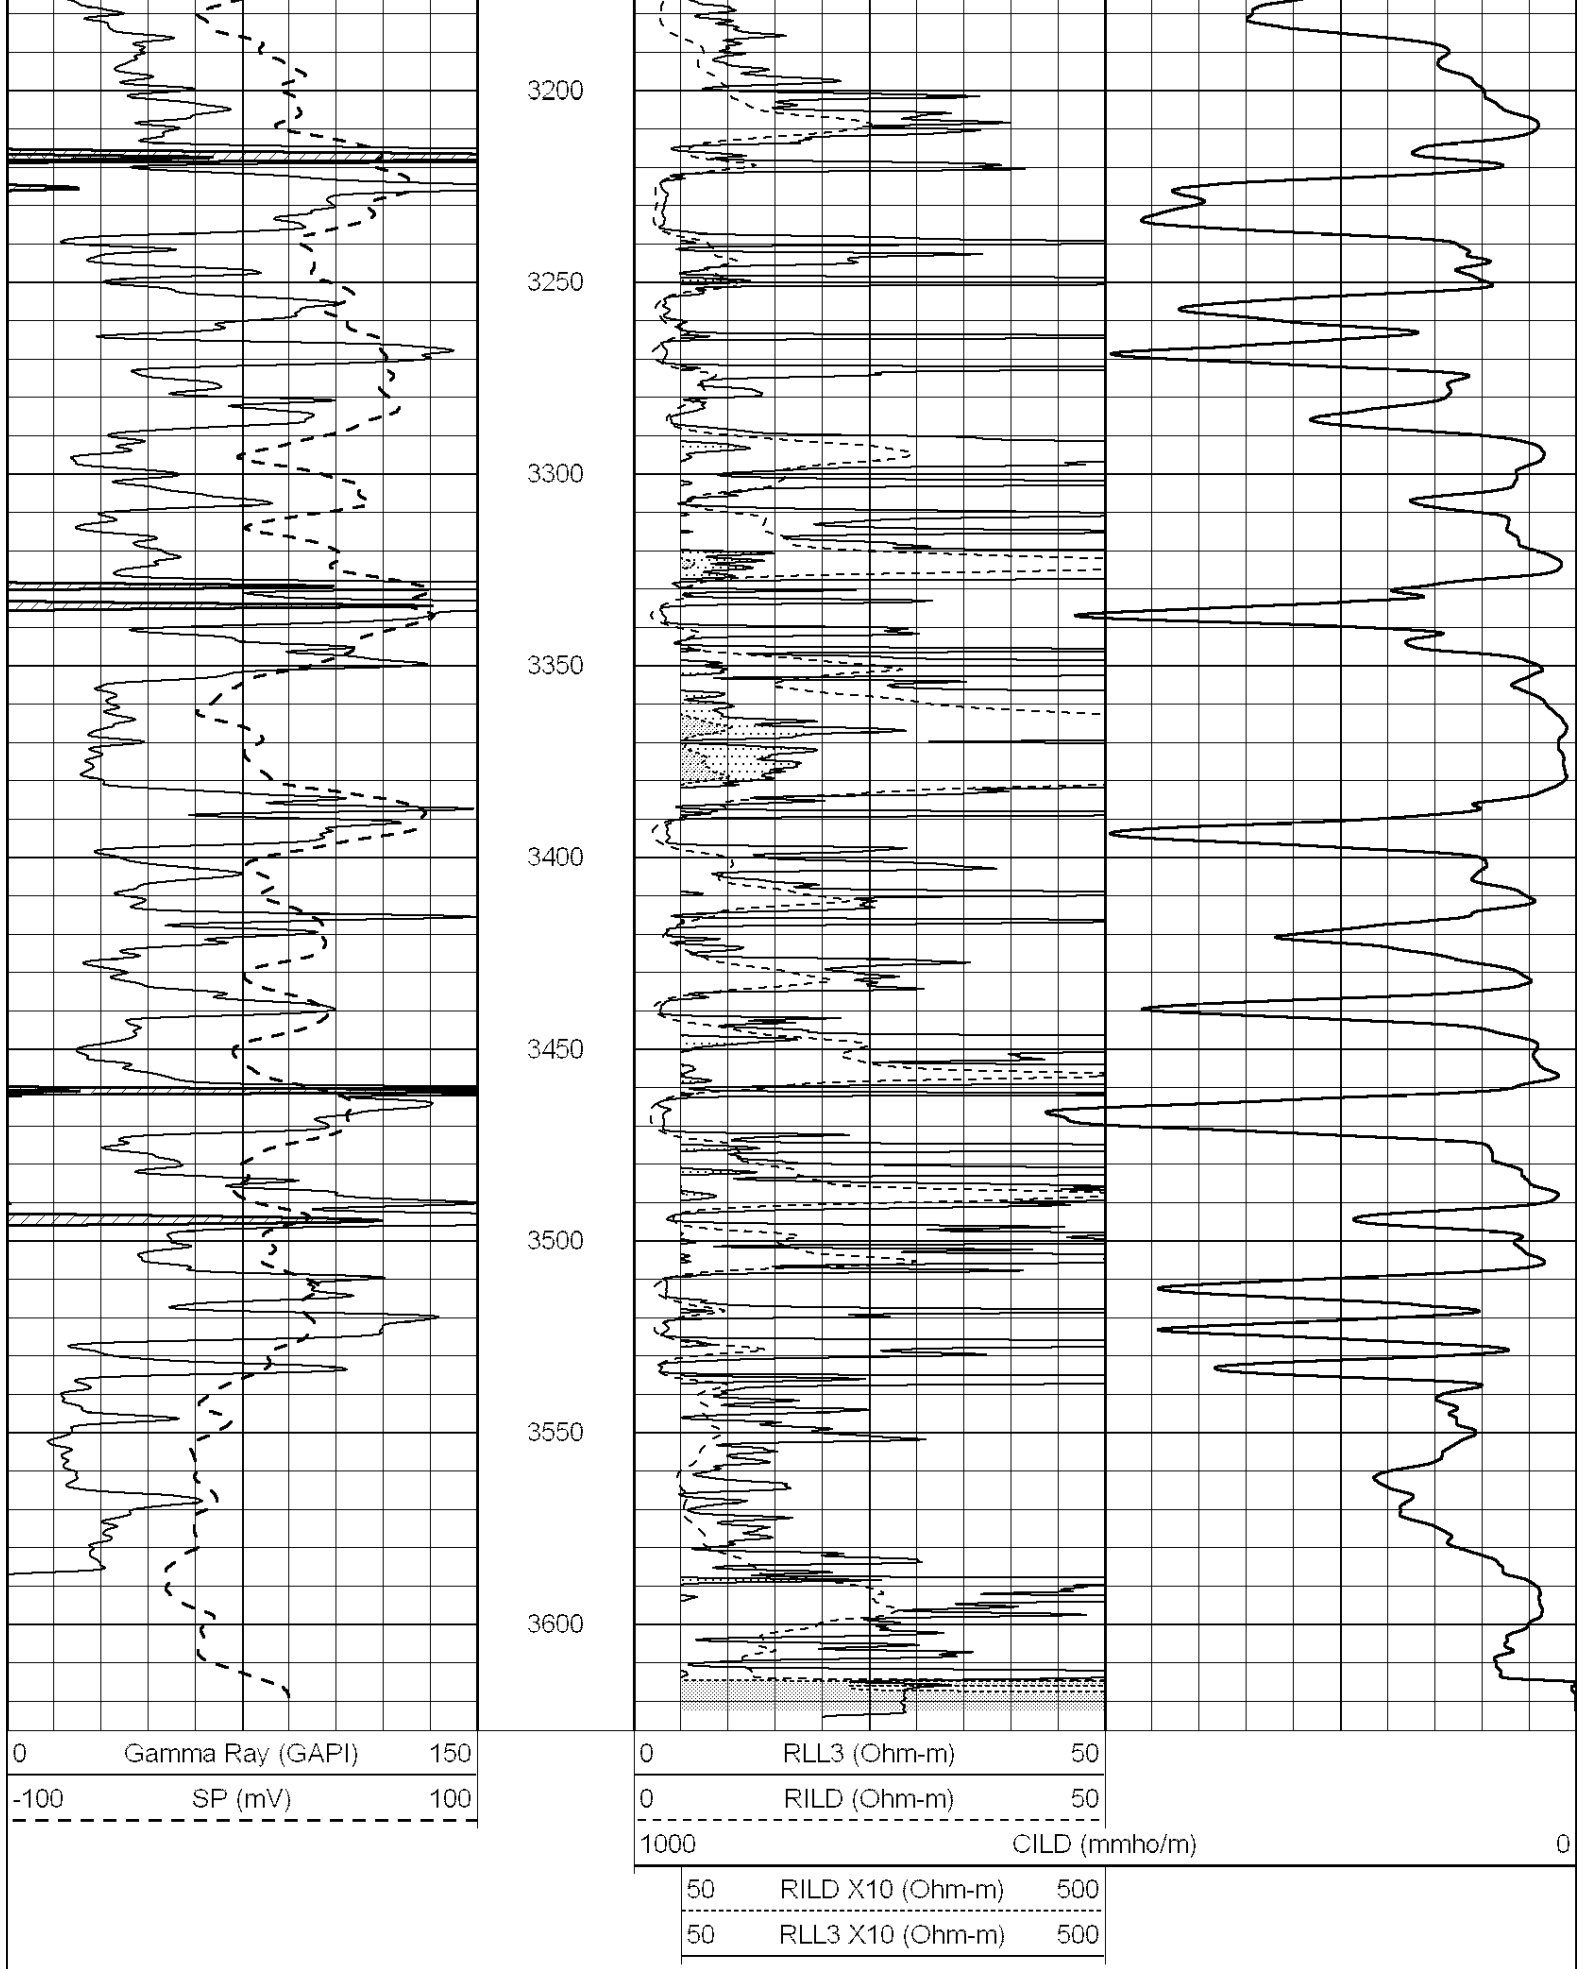 3200
3250
3300
3350
3400
3450
3500
3550
3600
0 Gamma Ray (GAPI) 150
-100 SP (mV) 100
0 RLL3 (Ohm-m) 50
0 RILD (Ohm-m) 50
1000 CILD (mmho/m) 0
50 RILD X10 (Ohm-m) 500
50 RLL3 X10 (Ohm-m) 500